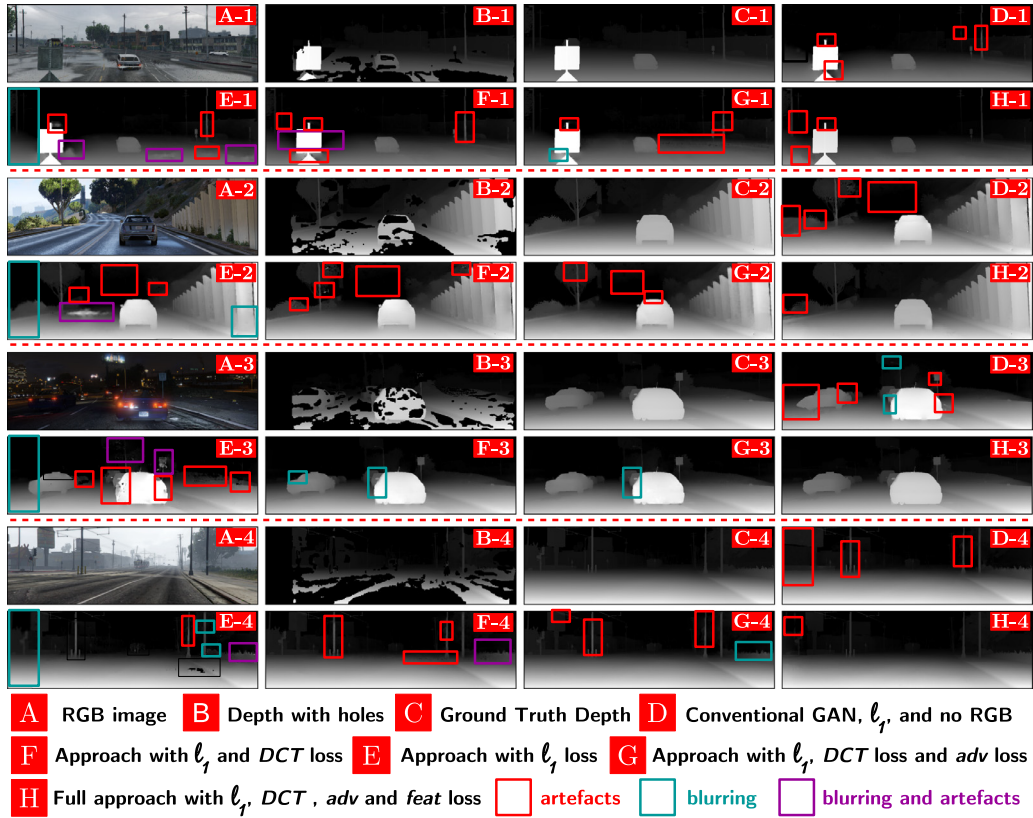 A-1 B-1 C-1 D-1
E-1 F-1 G-1 H-1
A-2 B-2 C-2 D-2
E-2 F-2 G-2 H-2
A-3 B-3 C-3 D-3
E-3 F-3 G-3 H-3
A-4 B-4 C-4 D-4
E-4 F-4 G-4 H-4
A RGB image B Depth with holes C Ground Truth Depth D Conventional GAN, ℓ₁, and no RGB
F Approach with ℓ₁ and DCT loss E Approach with ℓ₁ loss G Approach with ℓ₁, DCT loss and adv loss
H Full approach with ℓ₁, DCT , adv and feat loss artefacts blurring blurring and artefacts